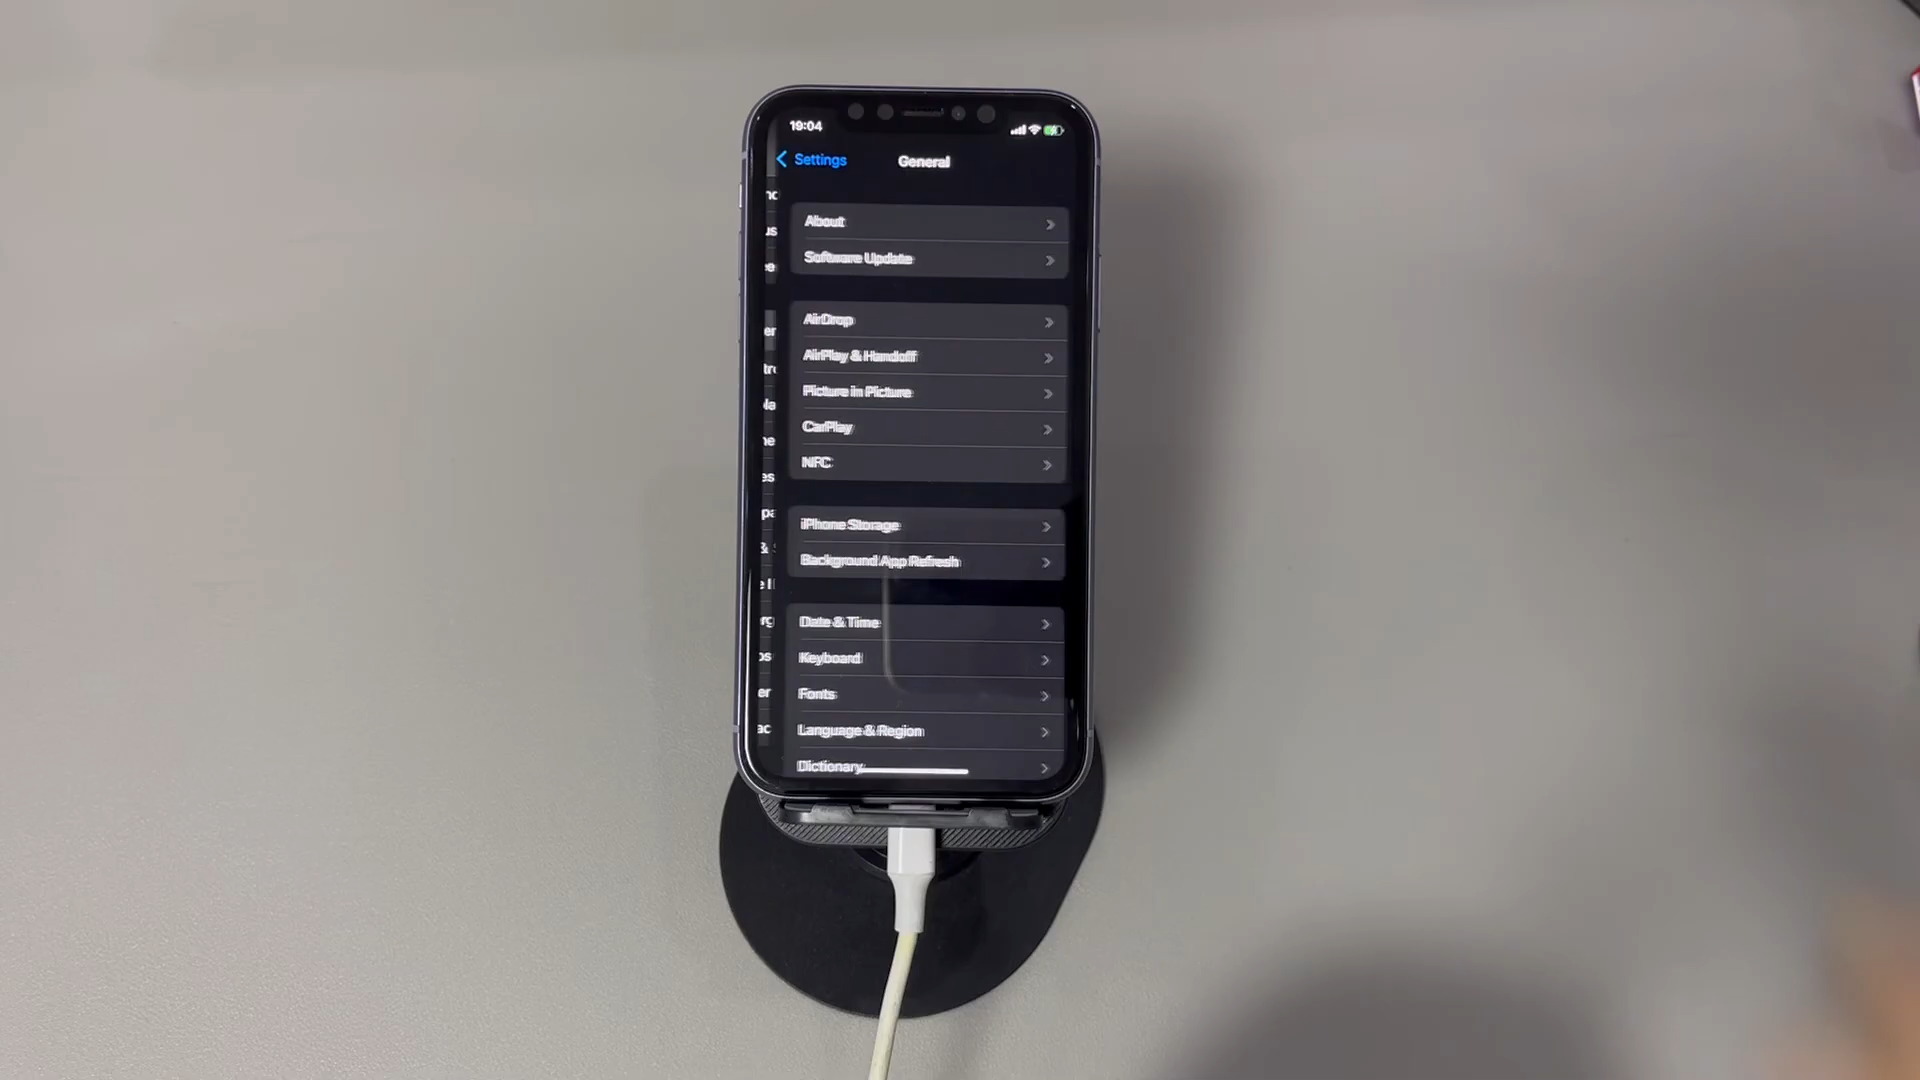 19:04
Settings
General
About
Software Update
AirDrop
AirPlay & Handoff
Picture in Picture
CarPlay
NFC
iPhone Storage
Background App Refresh
Date & Time
Keyboard
Fonts
Language & Region
Dictionary